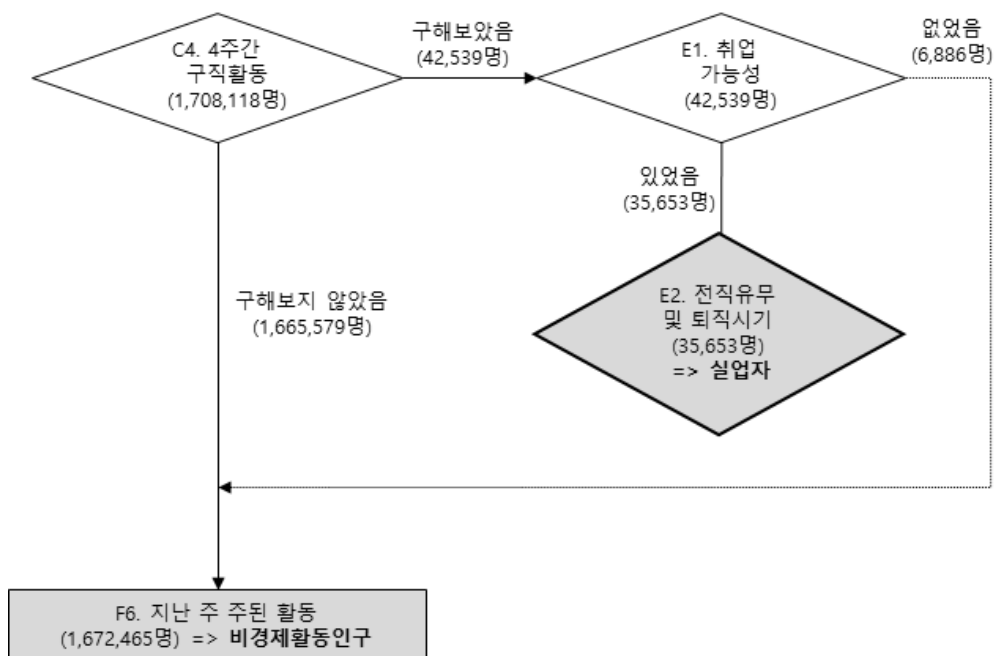 C4. 4주간
구직활동
(1,708,118명)
구해보았음
(42,539명)
E1. 취업
가능성
(42,539명)
없었음
(6,886명)
있었음
(35,653명)
구해보지 않았음
(1,665,579명)
E2. 전직유무
및 퇴직시기
(35,653명)
=> 실업자
F6. 지난 주 주된 활동
(1,672,465명) => 비경제활동인구